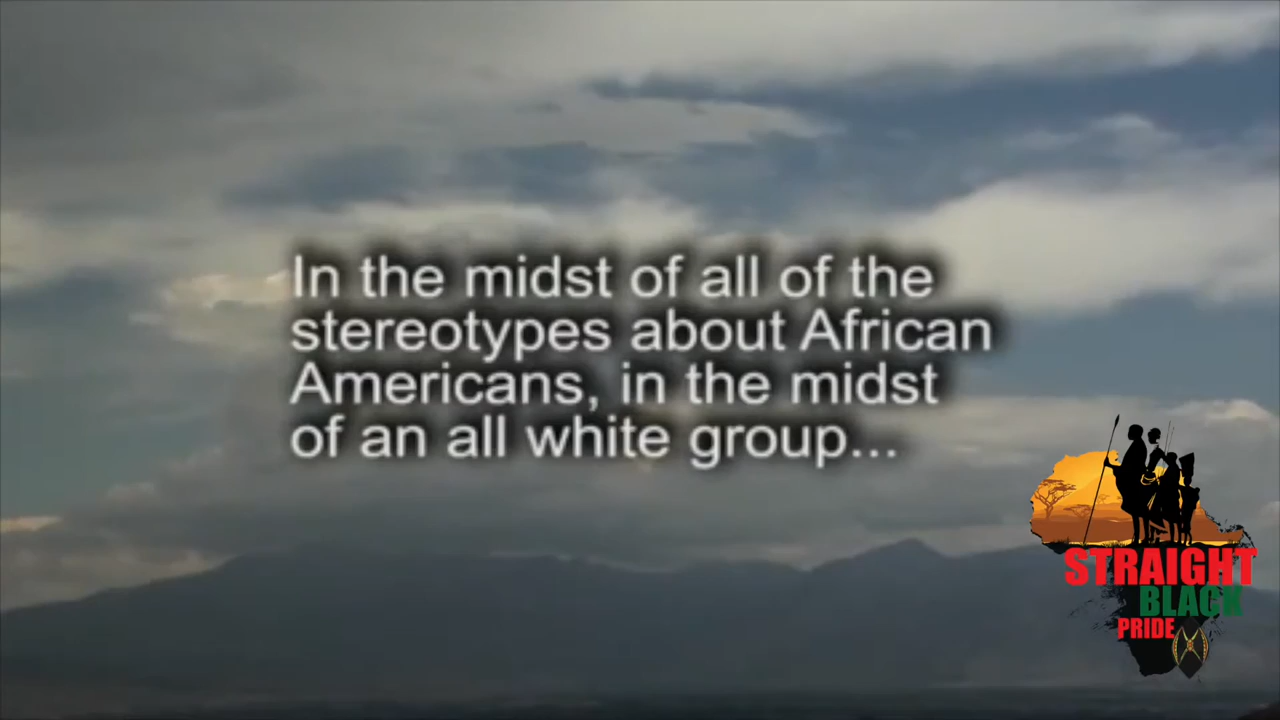 In the midst of all of the
stereotypes about African
Americans, in the midst
of an all white group...
STRAIGHT
BLACK
PRIDE